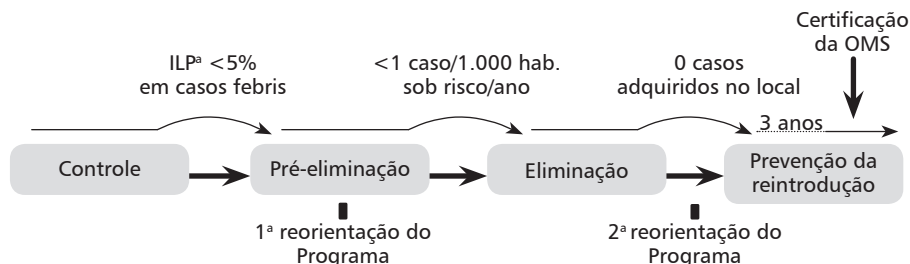 Certificação
da OMS
ILPª <5%
em casos febris
<1 caso/1.000 hab.
sob risco/ano
0 casos
adquiridos no local
3 anos
Controle
Pré-eliminação
Eliminação
Prevenção da
reintrodução
1ª reorientação do
Programa
2ª reorientação do
Programa